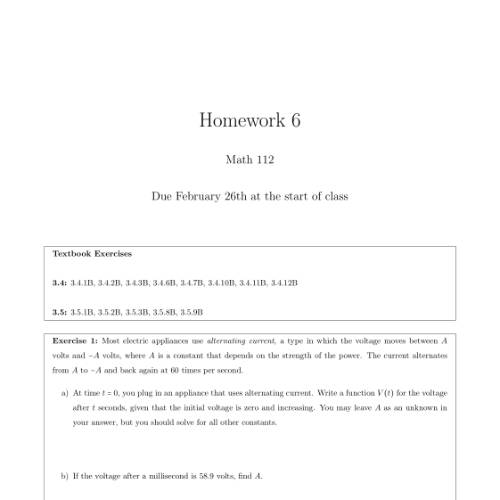 Homework 6
Math 112
Due February 26th at the start of class
Textbook Exercises
3.4: 3.4.1B, 3.4.2B, 3.4.3B, 3.4.6B, 3.4.7B, 3.4.10B, 3.4.11B, 3.4.12B
3.5: 3.5.1B, 3.5.2B, 3.5.3B, 3.5.8B, 3.5.9B
Exercise 1: Most electric appliances use alternating current, a type in which the voltage moves between A
volts and −A volts, where A is a constant that depends on the strength of the power. The current alternates
from A to −A and back again at 60 times per second.
a) At time t = 0, you plug in an appliance that uses alternating current. Write a function V(t) for the voltage
after t seconds, given that the initial voltage is zero and increasing. You may leave A as an unknown in
your answer, but you should solve for all other constants.
b) If the voltage after a millisecond is 58.9 volts, find A.